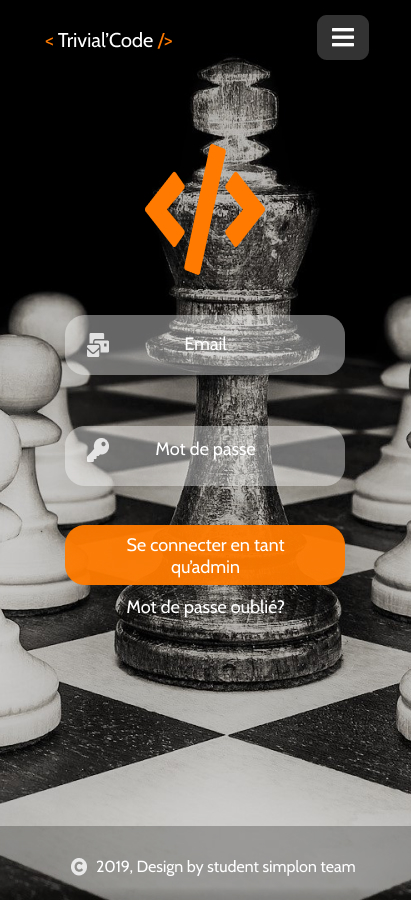 < Trivial’Code />
</>
Email
Mot de passe
Se connecter en tant
qu’admin
Mot de passe oublié?
© 2019, Design by student simplon team